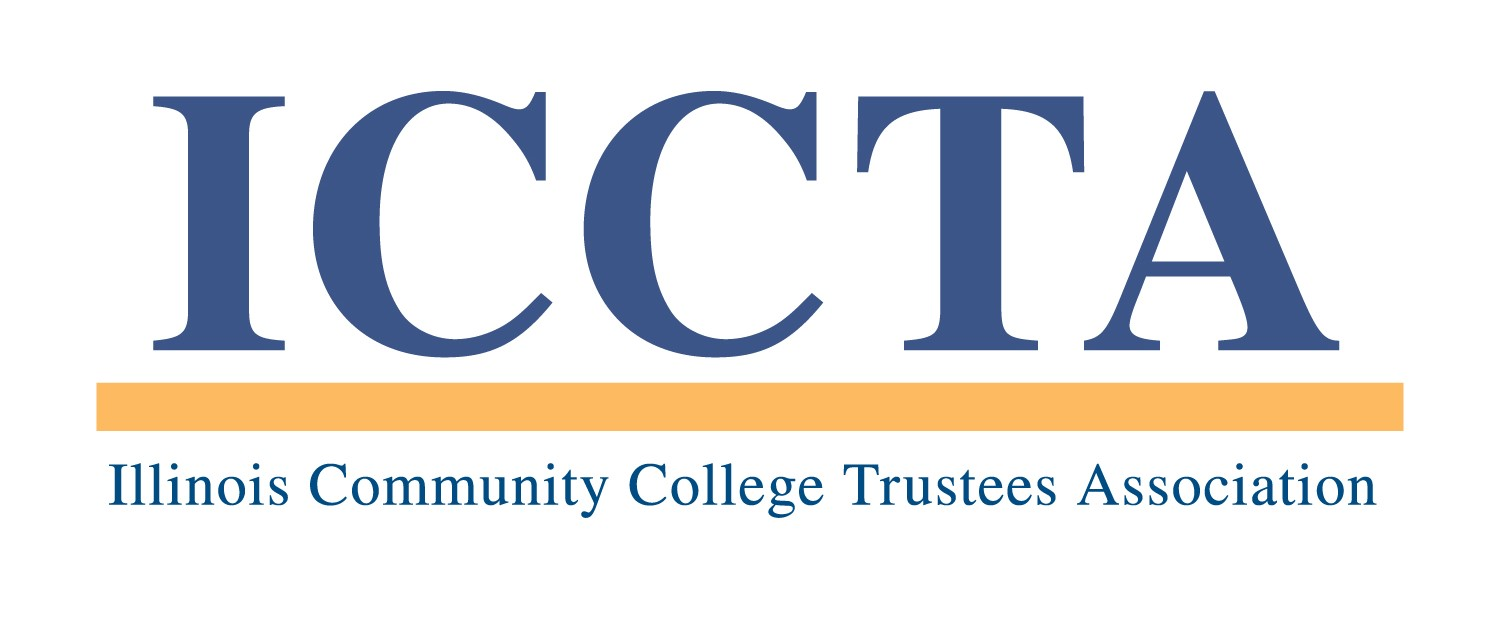 ICCTA
Illinois Community College Trustees Association